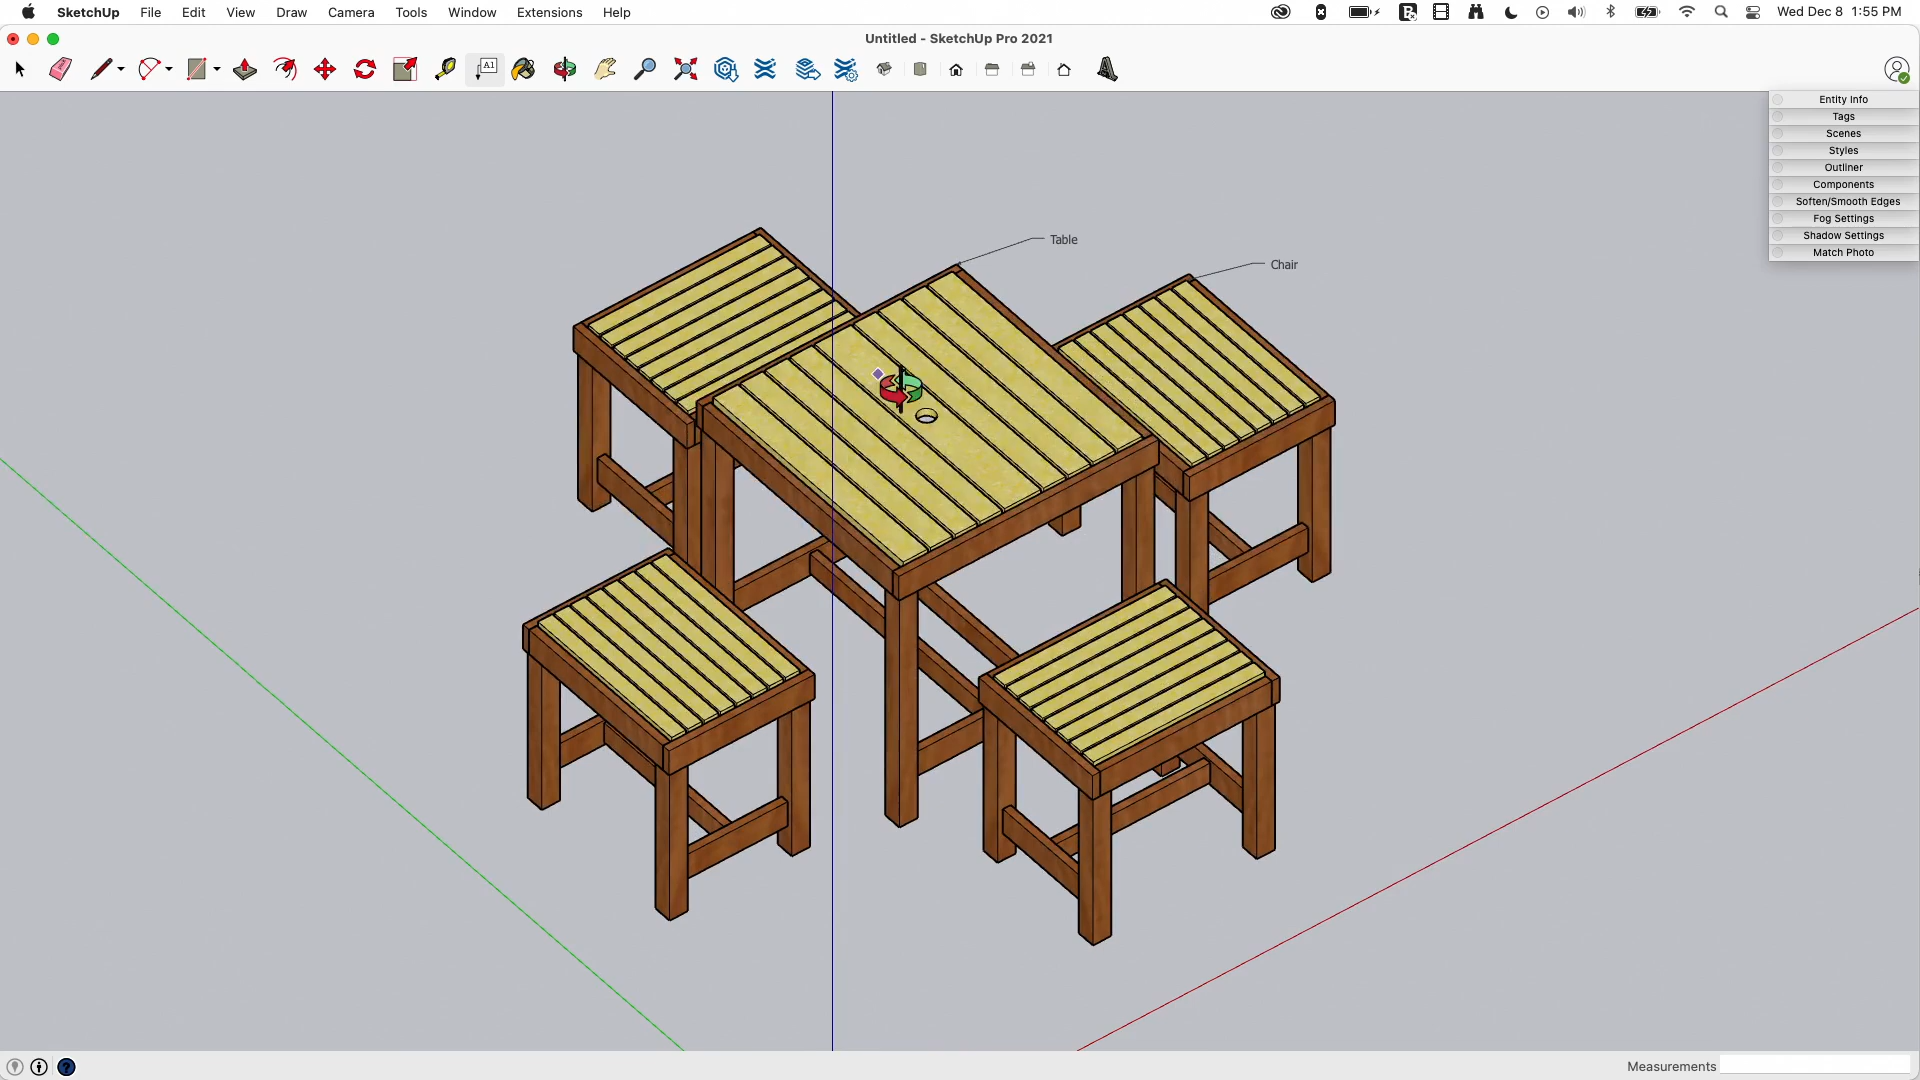 SketchUp File Edit View Draw Camera Tools Window Extensions Help Wed Dec 8 1:55 PM
Untitled - SketchUp Pro 2021
A1
Entity Info
Tags
Scenes
Styles
Outliner
Components
Soften/Smooth Edges
Fog Settings
Shadow Settings
Match Photo
Table
Chair
Measurements